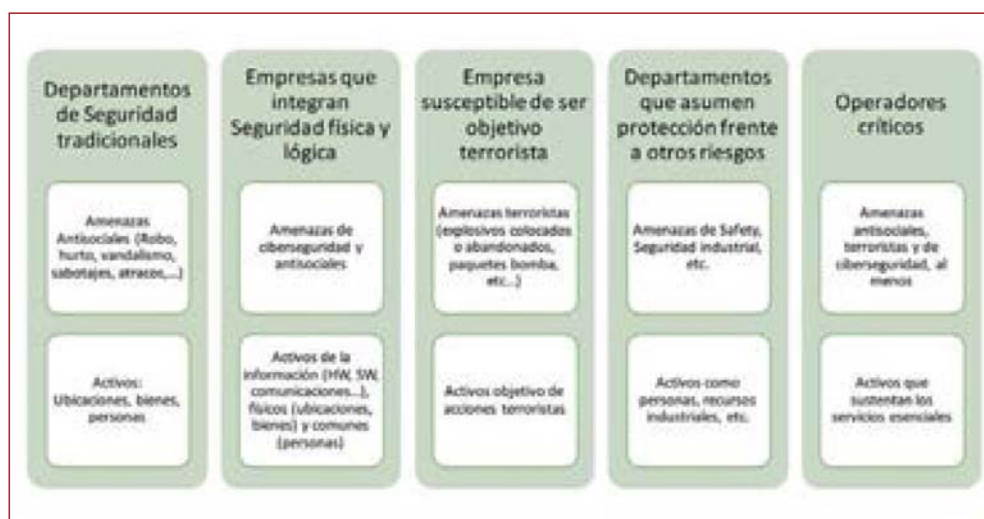 Departamentos
de Seguridad
tradicionales
Amenazas
Antisociales (Robo,
hurto, vandalismo,
sabotajes, atracos,...)
Activos:
Ubicaciones, bienes,
personas
Empresas que
integran
Seguridad física y
lógica
Amenazas de
ciberseguridad y
antisociales
Activos de la
información (HW, SW,
comunicaciones...),
físicos (ubicaciones,
bienes) y comunes
(personas)
Empresa
susceptible de ser
objetivo
terrorista
Amenazas terroristas
(explosivos colocados
o abandonados,
paquetes bomba,
etc...)
Activos objetivo de
acciones terroristas
Departamentos
que asumen
protección frente
a otros riesgos
Amenazas de Safety,
Seguridad industrial,
etc.
Activos como
personas, recursos
industriales, etc.
Operadores
críticos
Amenazas
antisociales,
terroristas y de
ciberseguridad, al
menos
Activos que
sustentan los
servicios esenciales